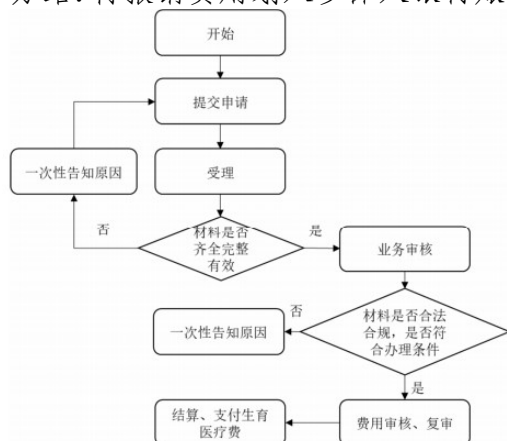 开始
提交申请
一次性告知原因
受理
否
材料是否
齐全完整
有效
是
业务审核
一次性告知原因
否
材料是否合法
合规，是否符
合办理条件
是
结算、支付生育
医疗费
费用审核、复审